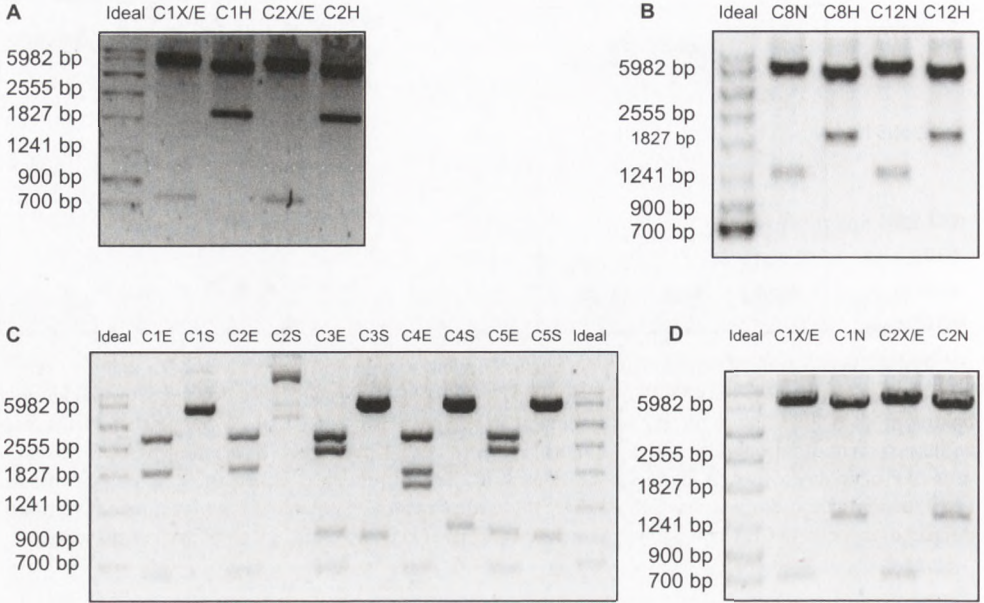 A
Ideal C1X/E C1H C2X/E C2H
5982 bp
2555 bp
1827 bp
1241 bp
900 bp
700 bp
B
Ideal C8N C8H C12N C12H
5982 bp
2555 bp
1827 bp
1241 bp
900 bp
700 bp
C
Ideal C1E C1S C2E C2S C3E C3S C4E C4S C5E C5S Ideal
5982 bp
2555 bp
1827 bp
1241 bp
900 bp
700 bp
D
Ideal C1X/E C1N C2X/E C2N
5982 bp
2555 bp
1827 bp
1241 bp
900 bp
700 bp